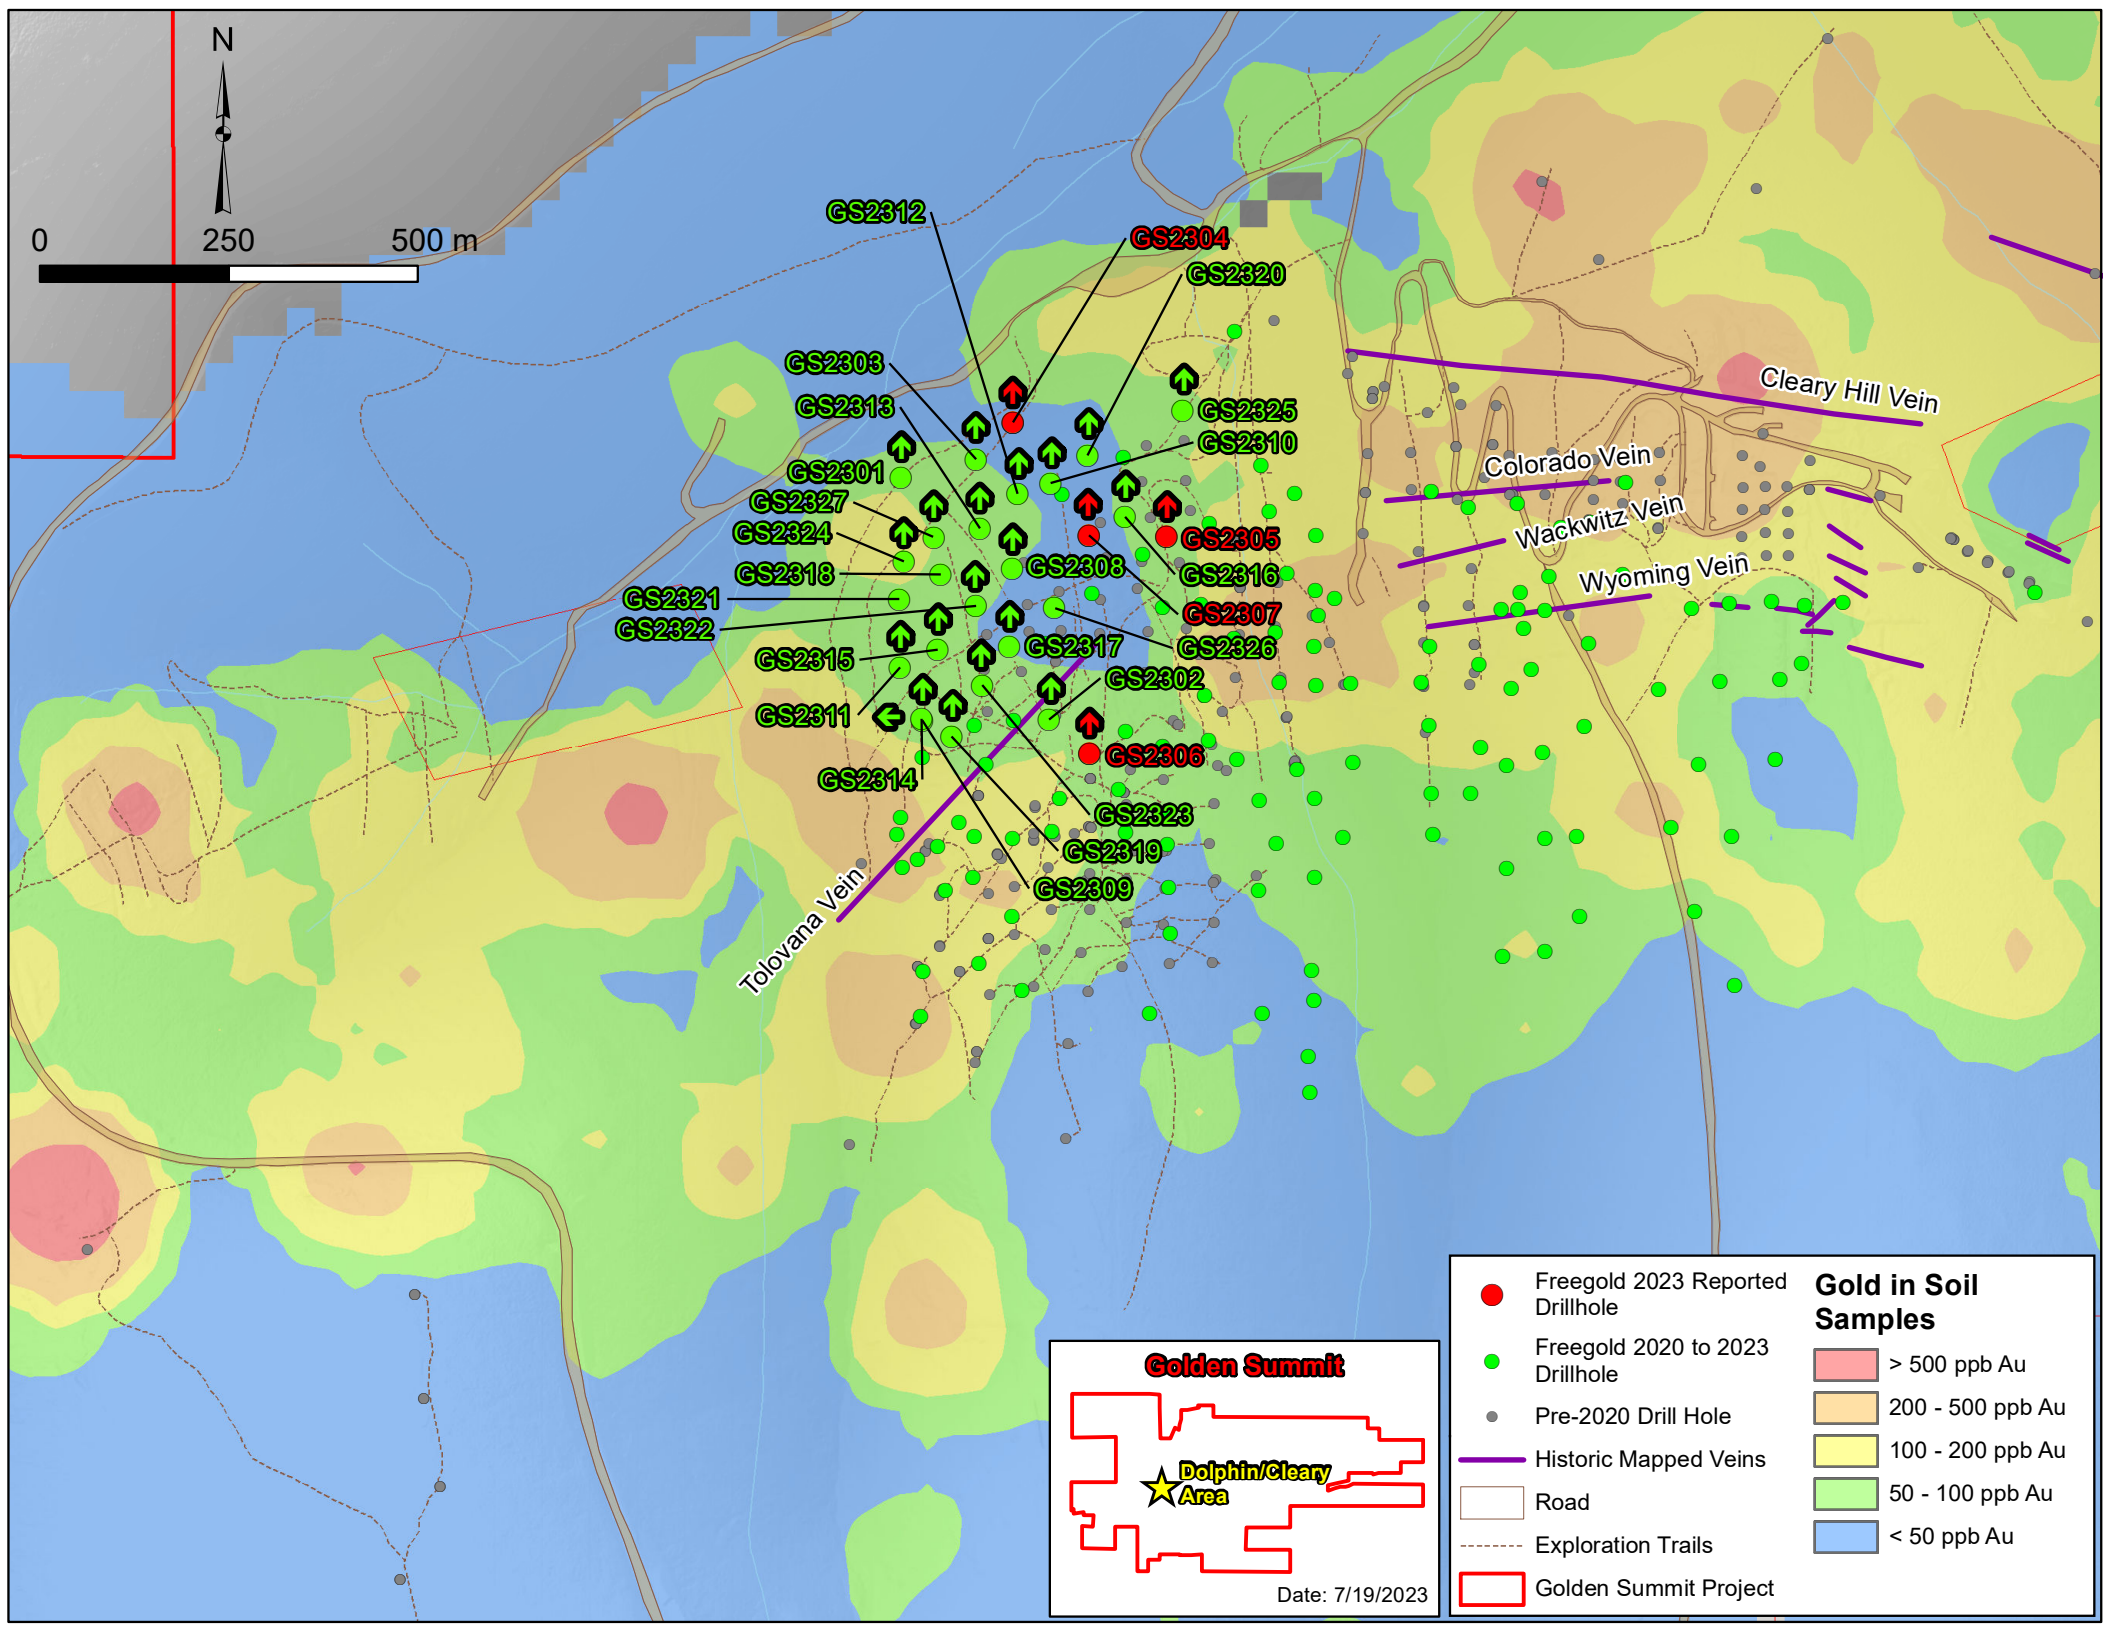 N
0 250 500 m
GS2312
GS2304
GS2320
GS2303
GS2313
GS2325
GS2310
GS2301
GS2327
GS2324
GS2305
GS2318
GS2308
GS2316
GS2321
GS2307
GS2322
GS2317
GS2326
GS2315
GS2302
GS2311
GS2306
GS2314
GS2323
GS2319
GS2309
Cleary Hill Vein
Colorado Vein
Wackwitz Vein
Wyoming Vein
Tolovana Vein
Golden Summit
Dolphin/Cleary
Area
Date: 7/19/2023
Freegold 2023 Reported
Drillhole
Freegold 2020 to 2023
Drillhole
Pre-2020 Drill Hole
Historic Mapped Veins
Road
Exploration Trails
Golden Summit Project
Gold in Soil
Samples
> 500 ppb Au
200 - 500 ppb Au
100 - 200 ppb Au
50 - 100 ppb Au
< 50 ppb Au